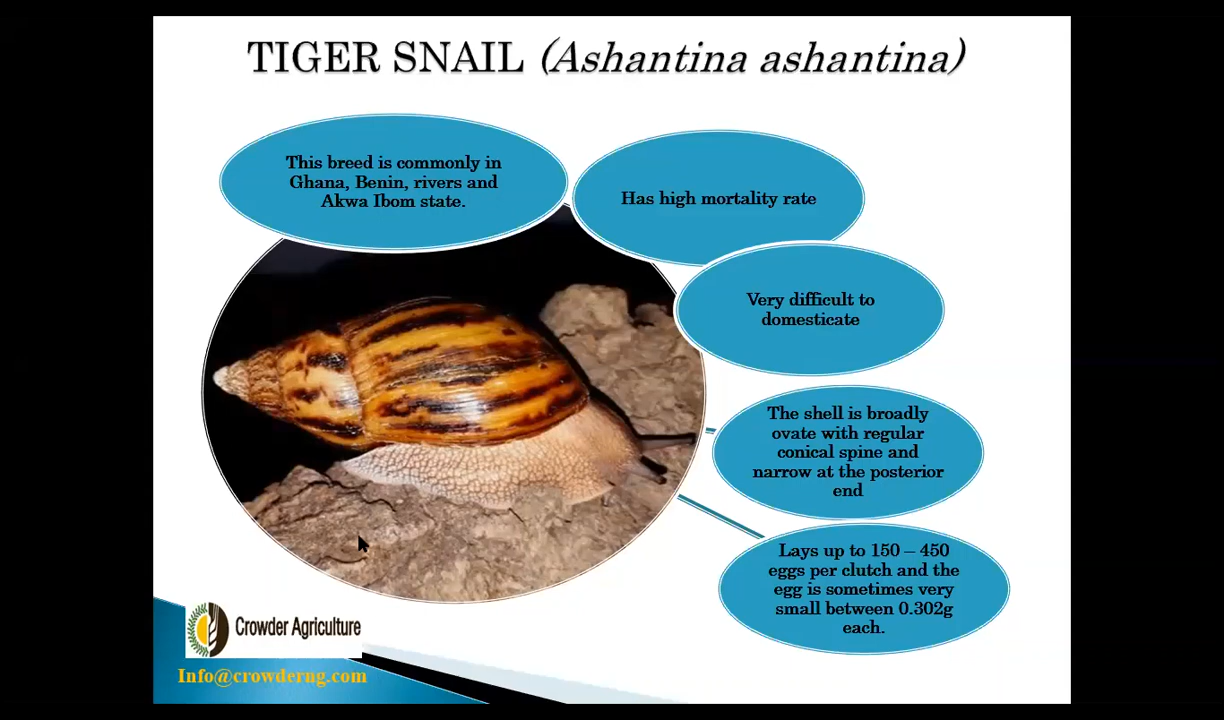 TIGER SNAIL (Ashantina ashantina)
This breed is commonly in
Ghana, Benin, rivers and
Akwa Ibom state.
Has high mortality rate
Very difficult to
domesticate
The shell is broadly
ovate with regular
conical spine and
narrow at the posterior
end
Lays up to 150 – 450
eggs per clutch and the
egg is sometimes very
small between 0.302g
each.
Crowder Agriculture
Info@crowderng.com